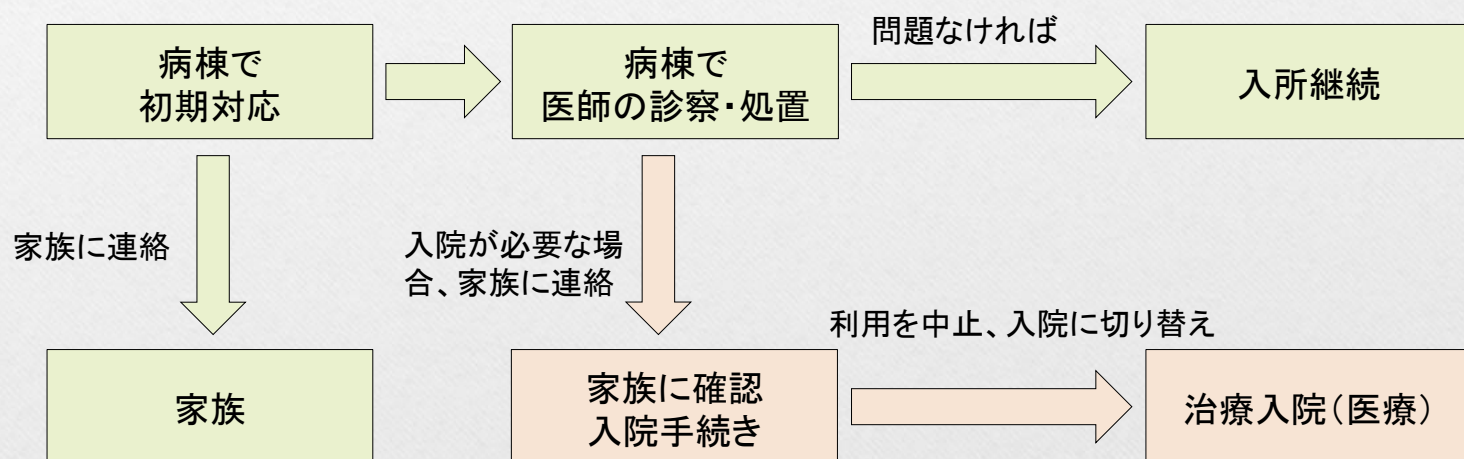 問題なければ
病棟で
初期対応
病棟で
医師の診察・処置
入所継続
家族に連絡
入院が必要な場
合、家族に連絡
利用を中止、入院に切り替え
家族
家族に確認
入院手続き
治療入院(医療)